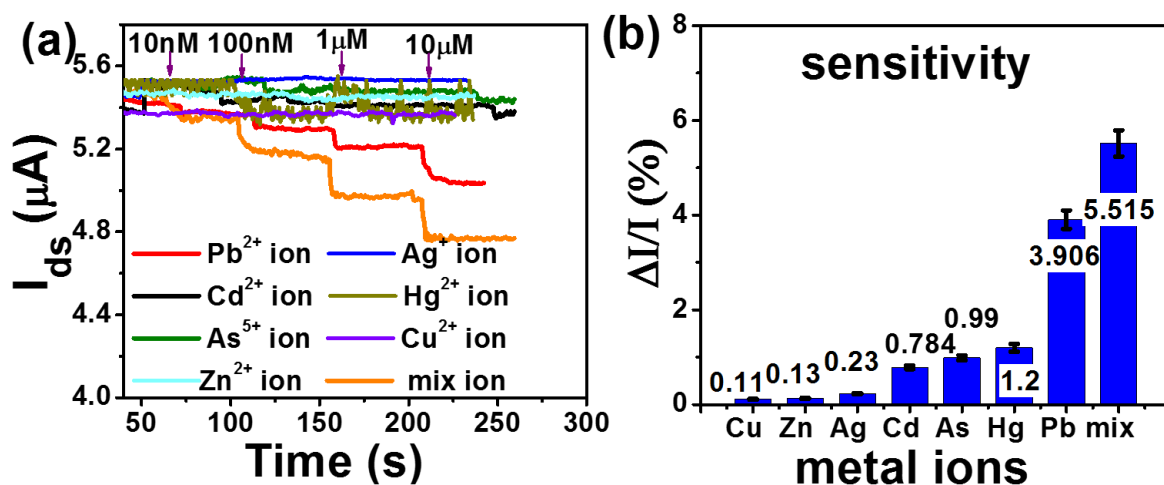 (a)
10nM 100nM 1μM 10μM
5.6
5.2
4.8
4.4
4.0
I_ds (μA)
Pb²⁺ ion Ag⁺ ion
Cd²⁺ ion Hg²⁺ ion
As⁵⁺ ion Cu²⁺ ion
Zn²⁺ ion mix ion
50 100 150 200 250 300
Time (s)
(b)
sensitivity
8
6
4
2
0
ΔI/I (%)
0.11 0.13 0.23 0.784 0.99 1.2 3.906 5.515
Cu Zn Ag Cd As Hg Pb mix
metal ions